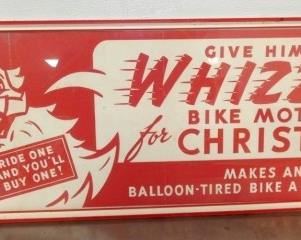 GIVE HIM
WHIZZ
BIKE MOT
for CHRIST
RIDE ONE
AND YOU'LL
BUY ONE!
MAKES AN
BALLOON-TIRED BIKE A